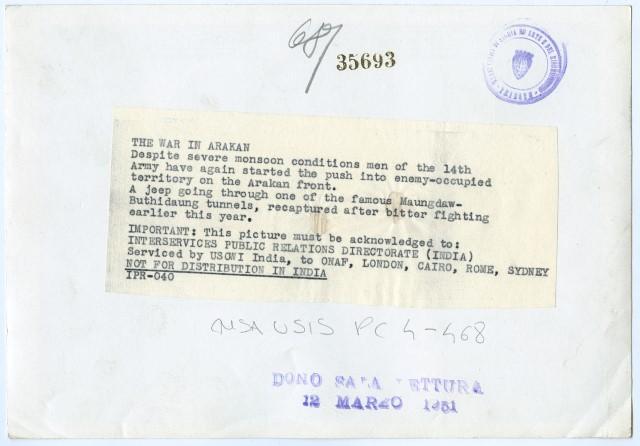 687
35693
THE WAR IN ARAKAN
Despite severe monsoon conditions men of the 14th
Army have again started the push into enemy-occupied
territory on the Arakan front.
A jeep going through one of the famous Maungdaw-
Buthidaung tunnels, recaptured after bitter fighting
earlier this year.
IMPORTANT: This picture must be acknowledged to:
INTERSERVICES PUBLIC RELATIONS DIRECTORATE (INDIA)
Serviced by USOWI India, to ONAF, LONDON, CAIRO, ROME, SYDNEY
NOT FOR DISTRIBUTION IN INDIA
IPR-040
USIS PC 4-468
DONO SALA LETTURA
12 MARZO 1951